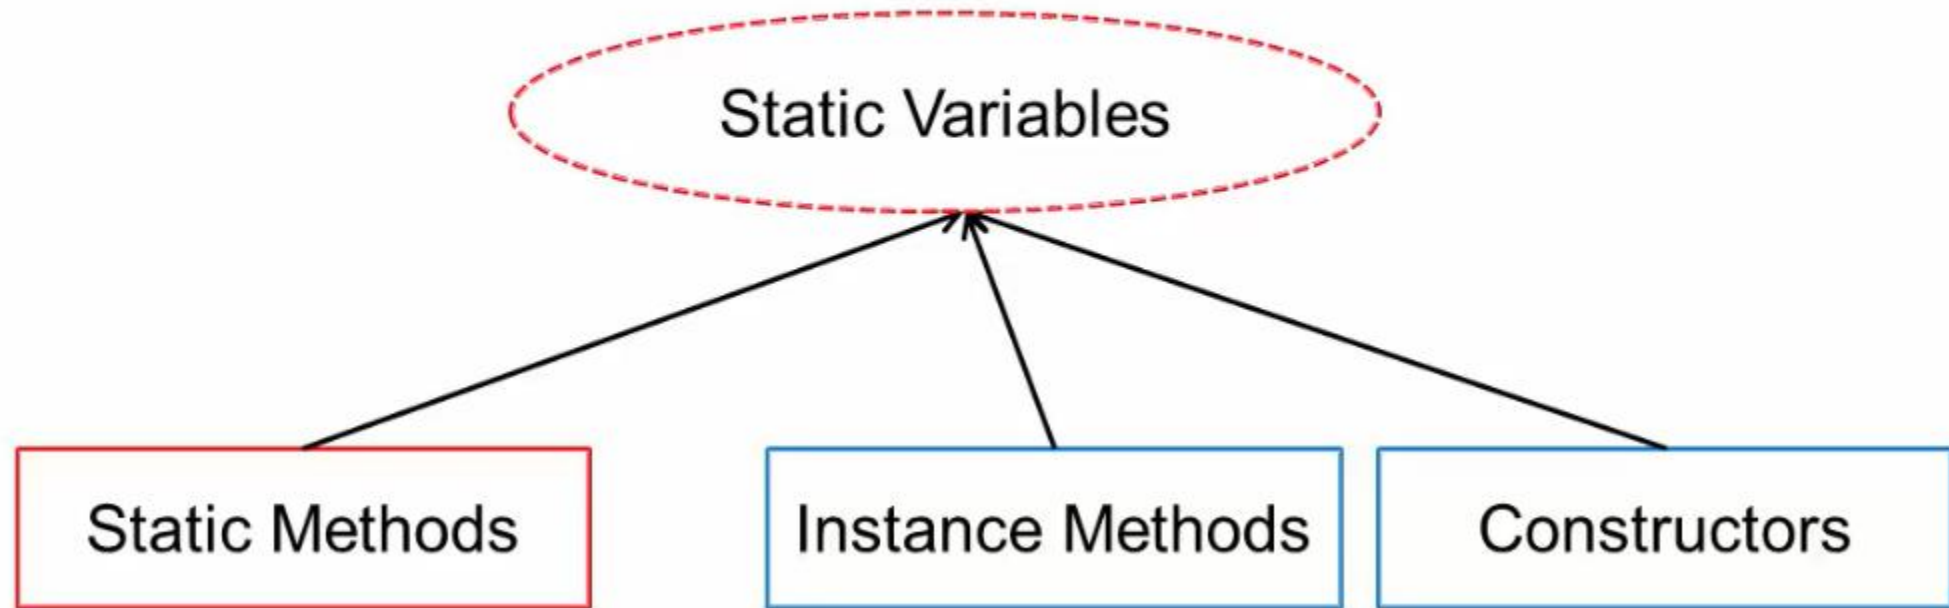 Static Variables
Static Methods
Instance Methods
Constructors